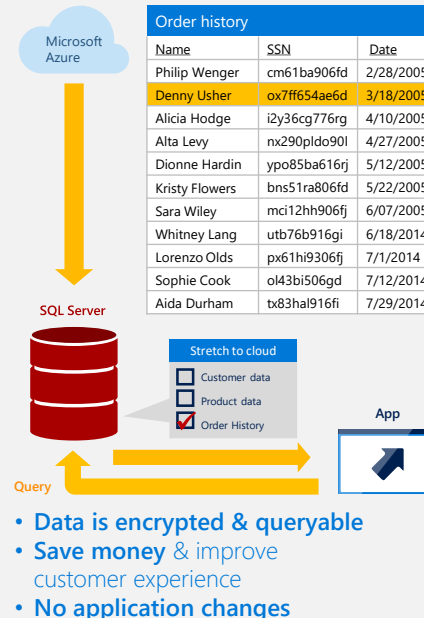 Microsoft
Azure
Order history
Name SSN Date
Philip Wenger cm61ba906fd 2/28/2005
Denny Usher ox7ff654ae6d 3/18/2005
Alicia Hodge i2y36cg776rg 4/10/2005
Alta Levy nx290pldo90l 4/27/2005
Dionne Hardin ypo85ba616rj 5/12/2005
Kristy Flowers bns51ra806fd 5/22/2005
Sara Wiley mci12hh906fj 6/07/2005
Whitney Lang utb76b916gi 6/18/2014
Lorenzo Olds px61hi9306fj 7/1/2014
Sophie Cook ol43bi506gd 7/12/2014
Aida Durham tx83hal916fi 7/29/2014
SQL Server
Stretch to cloud
Customer data
Product data
Order History
App
Query
• Data is encrypted & queryable
• Save money & improve
customer experience
• No application changes